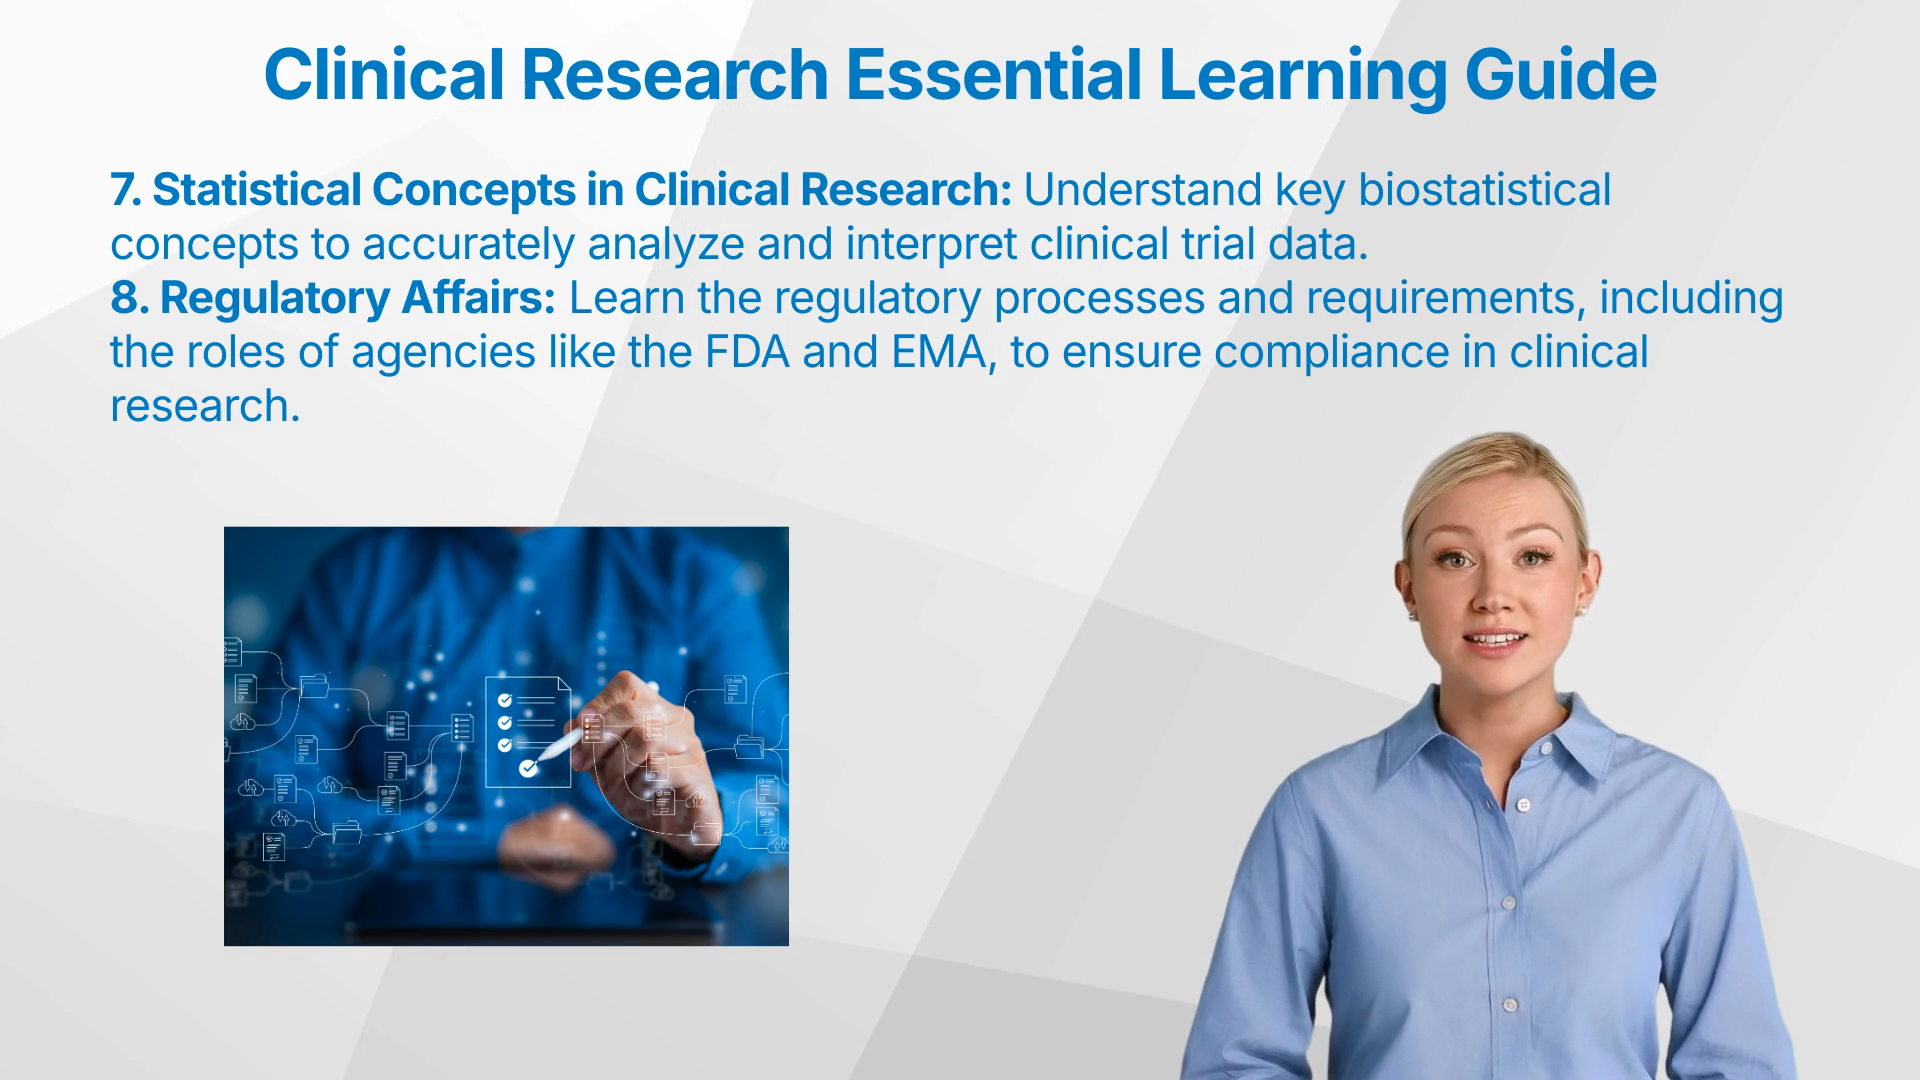 Clinical Research Essential Learning Guide
7. Statistical Concepts in Clinical Research: Understand key biostatistical
concepts to accurately analyze and interpret clinical trial data.
8. Regulatory Affairs: Learn the regulatory processes and requirements, including
the roles of agencies like the FDA and EMA, to ensure compliance in clinical
research.